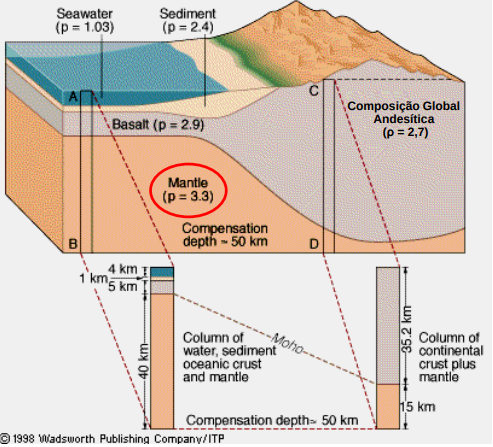 Seawater
(p = 1.03)
Sediment
(p = 2.4)
A
C
Composição Global
Andesítica
(ρ = 2,7)
Basalt (p = 2.9)
Mantle
(p = 3.3)
Compensation
depth ≈ 50 km
B
D
4 km
1 km
5 km
40 km
Moho
35.2 km
15 km
Column of
water, sediment
oceanic crust
and mantle
Column of
continental
crust plus
mantle
Compensation depth≈ 50 km
© 1998 Wadsworth Publishing Company/ITP